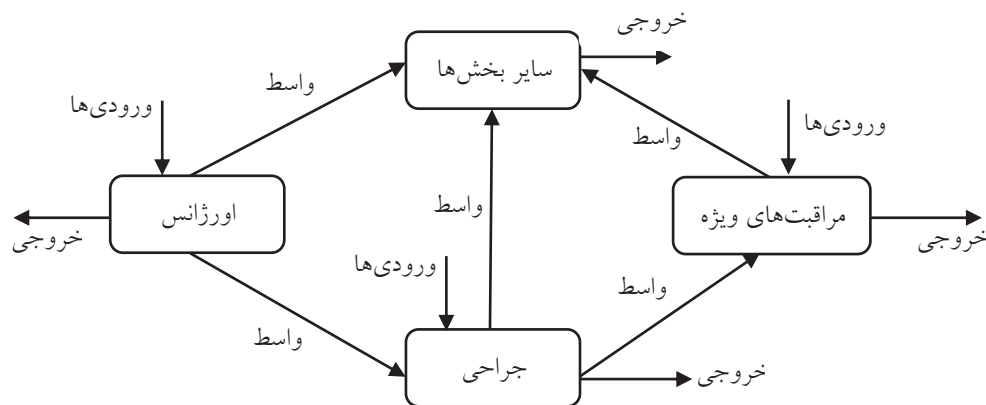 خروجی
سایر بخش‌ها
واسط
واسط
ورودی‌ها
ورودی‌ها
واسط
مراقبت‌های ویژه
اورژانس
واسط
خروجی
خروجی
ورودی‌ها
واسط
واسط
جراحی
خروجی